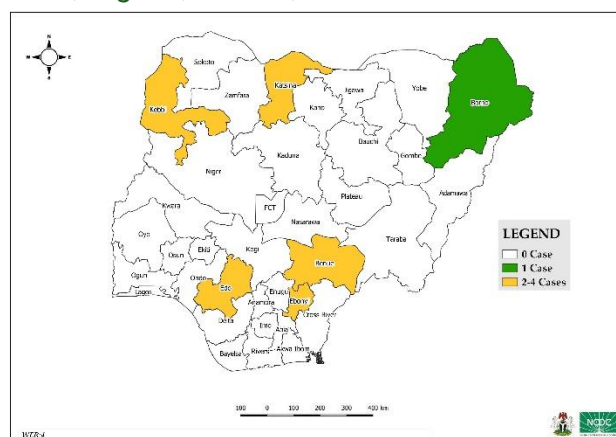 N
W E
S
Sokoto
Katsina
Kebbi
Zamfara
Jigawa
Yobe
Borno
Kano
Kaduna
Bauchi
Gombe
Niger
Adamawa
Plateau
FCT
Nasarawa
Kwara
Taraba
Oyo
Kogi
Ekiti
Osun
Benue
Ogun
Ondo
Edo
Lagos
Enugu
Ebonyi
Anambra
Cross River
Delta
Imo
Abia
Bayelsa
Rivers
Akwa Ibom
LEGEND
0 Case
1 Case
2-4 Cases
100 0 100 200 300 400 km
NCDC